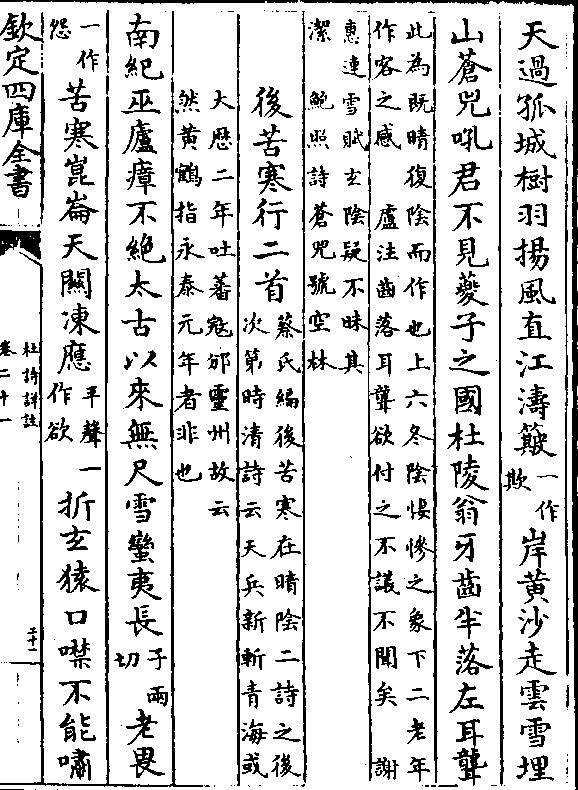 天過孤城樹羽揚風直江濤簸一作欺岸黃沙走雲雪埋
山蒼兕吼君不見夔子之國杜陵翁牙齒半落左耳聾
此為既晴復陰而作也上六冬陰悽慘之象下二老年
作客之感　盧注齒落耳聾欲付之不議不聞矣　謝
惠連雪賦玄陰凝不昧其
潔　鮑照詩蒼兕號空林
後苦寒行二首蔡氏編後苦寒在晴陰二詩之後
次第時清詩云天兵新斬青海或
大歷二年吐蕃寇邠靈州故云
然黃鶴指永泰元年者非也
南紀巫廬瘴不絕太古以來無尺雪蠻夷長子兩切老畏
一作怨苦寒崑崙天關凍應平聲作欲一折玄猿口噤不能嘯
欽定四庫全書
杜詩詳註
卷二十一
三十二